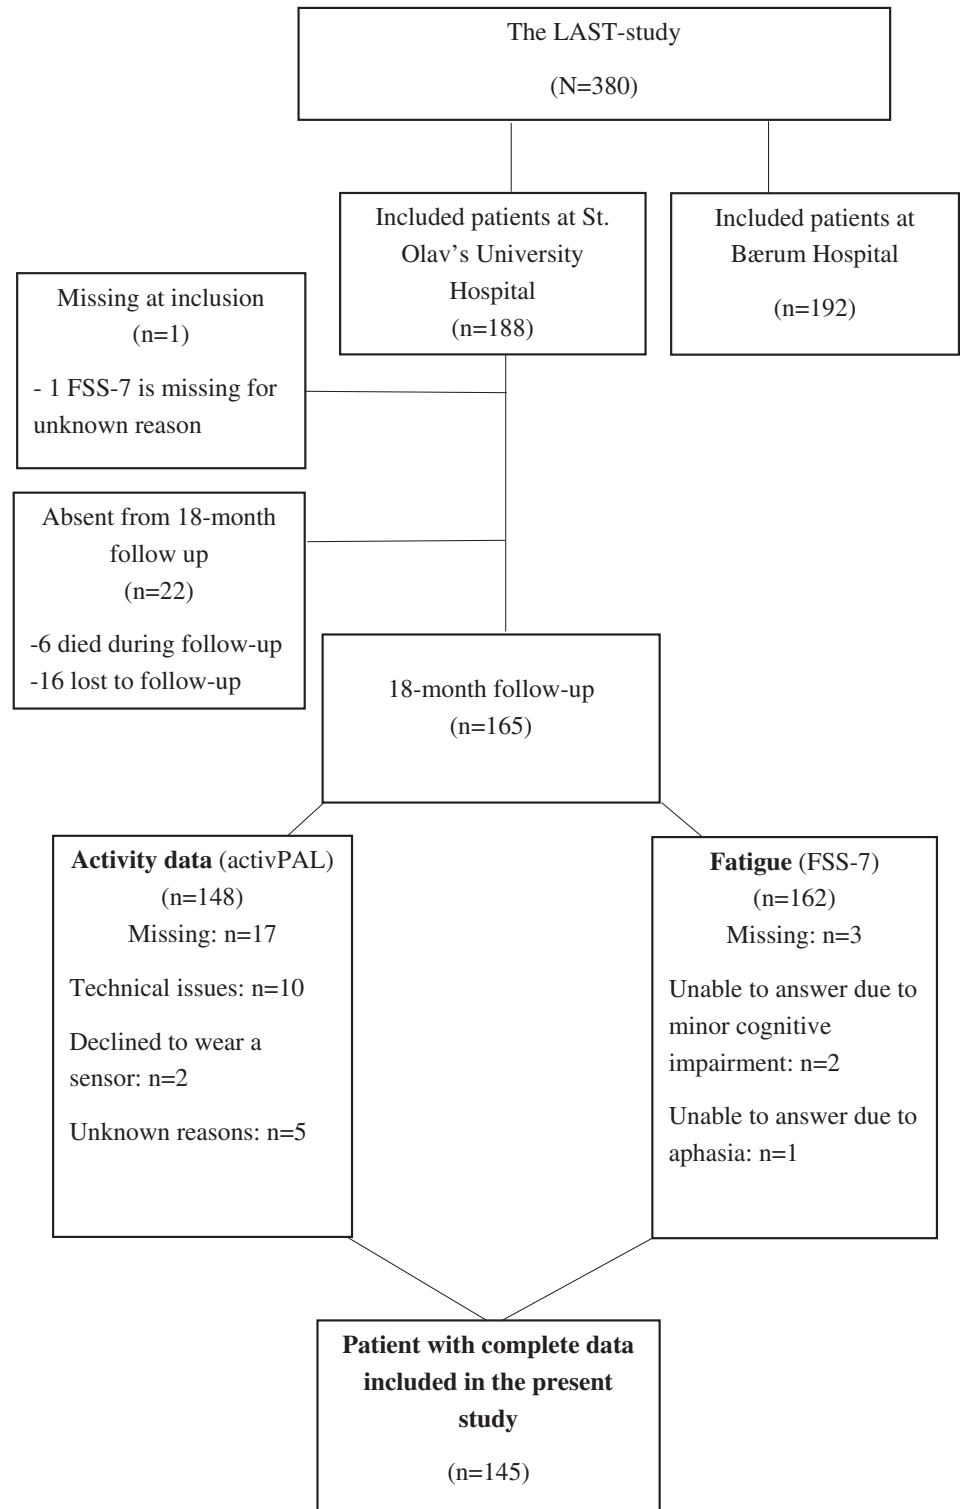 The LAST-study
(N=380)
Included patients at St.
Olav's University
Hospital
(n=188)
Included patients at
Bærum Hospital
(n=192)
Missing at inclusion
(n=1)
- 1 FSS-7 is missing for
unknown reason
Absent from 18-month
follow up
(n=22)
-6 died during follow-up
-16 lost to follow-up
18-month follow-up
(n=165)
Activity data (activPAL)
(n=148)
Missing: n=17
Technical issues: n=10
Declined to wear a
sensor: n=2
Unknown reasons: n=5
Fatigue (FSS-7)
(n=162)
Missing: n=3
Unable to answer due to
minor cognitive
impairment: n=2
Unable to answer due to
aphasia: n=1
Patient with complete data
included in the present
study
(n=145)